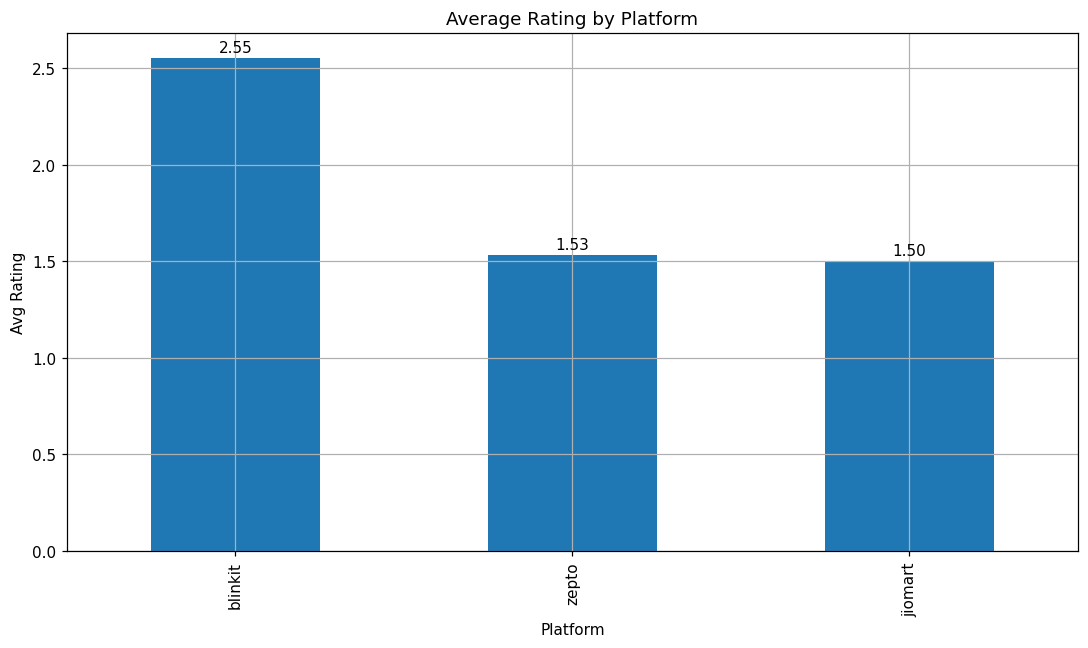 Average Rating by Platform
2.55
1.53
1.50
2.5
2.0
1.5
1.0
0.5
0.0
Avg Rating
blinkit
zepto
jiomart
Platform